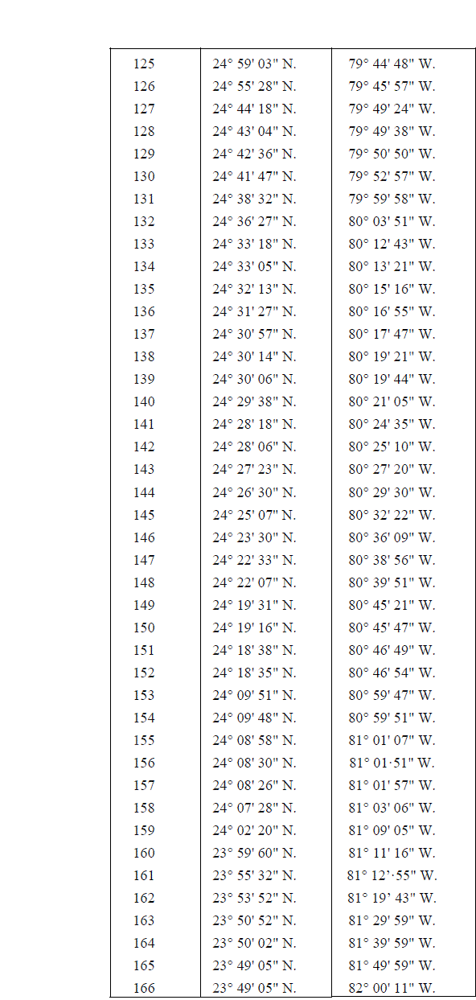 125 24° 59' 03" N. 79° 44' 48" W.
126 24° 55' 28" N. 79° 45' 57" W.
127 24° 44' 18" N. 79° 49' 24" W.
128 24° 43' 04" N. 79° 49' 38" W.
129 24° 42' 36" N. 79° 50' 50" W.
130 24° 41' 47" N. 79° 52' 57" W.
131 24° 38' 32" N. 79° 59' 58" W.
132 24° 36' 27" N. 80° 03' 51" W.
133 24° 33' 18" N. 80° 12' 43" W.
134 24° 33' 05" N. 80° 13' 21" W.
135 24° 32' 13" N. 80° 15' 16" W.
136 24° 31' 27" N. 80° 16' 55" W.
137 24° 30' 57" N. 80° 17' 47" W.
138 24° 30' 14" N. 80° 19' 21" W.
139 24° 30' 06" N. 80° 19' 44" W.
140 24° 29' 38" N. 80° 21' 05" W.
141 24° 28' 18" N. 80° 24' 35" W.
142 24° 28' 06" N. 80° 25' 10" W.
143 24° 27' 23" N. 80° 27' 20" W.
144 24° 26' 30" N. 80° 29' 30" W.
145 24° 25' 07" N. 80° 32' 22" W.
146 24° 23' 30" N. 80° 36' 09" W.
147 24° 22' 33" N. 80° 38' 56" W.
148 24° 22' 07" N. 80° 39' 51" W.
149 24° 19' 31" N. 80° 45' 21" W.
150 24° 19' 16" N. 80° 45' 47" W.
151 24° 18' 38" N. 80° 46' 49" W.
152 24° 18' 35" N. 80° 46' 54" W.
153 24° 09' 51" N. 80° 59' 47" W.
154 24° 09' 48" N. 80° 59' 51" W.
155 24° 08' 58" N. 81° 01' 07" W.
156 24° 08' 30" N. 81° 01·51" W.
157 24° 08' 26" N. 81° 01' 57" W.
158 24° 07' 28" N. 81° 03' 06" W.
159 24° 02' 20" N. 81° 09' 05" W.
160 23° 59' 60" N. 81° 11' 16" W.
161 23° 55' 32" N. 81° 12’·55" W.
162 23° 53' 52" N. 81° 19’ 43" W.
163 23° 50' 52" N. 81° 29' 59" W.
164 23° 50' 02" N. 81° 39' 59" W.
165 23° 49' 05" N. 81° 49' 59" W.
166 23° 49' 05" N. 82° 00' 11" W.